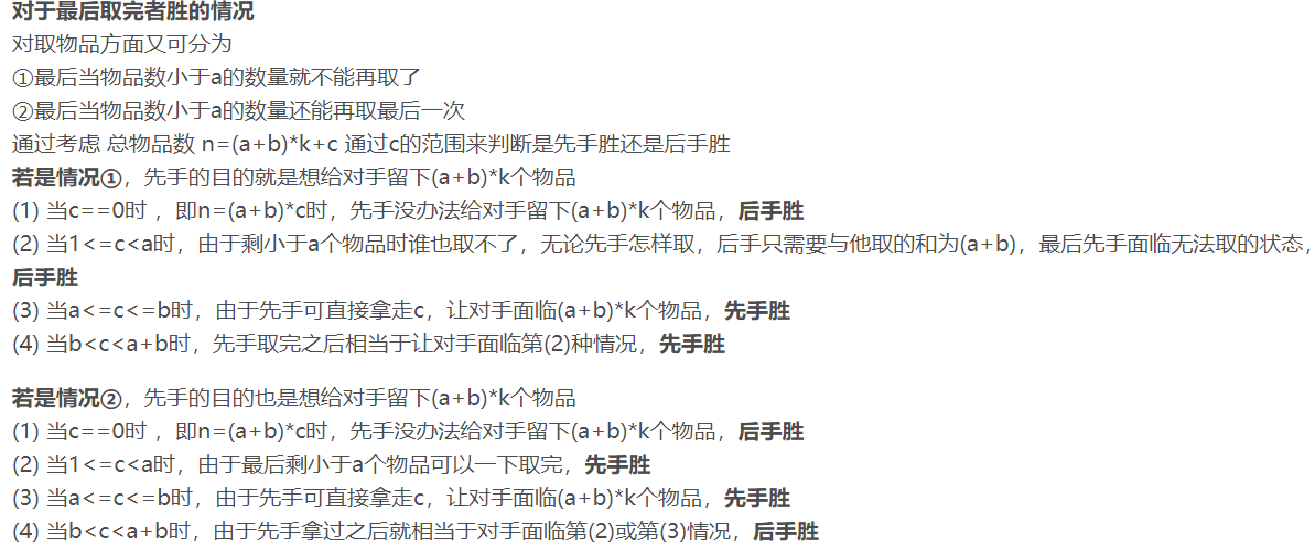 对于最后取完者胜的情况
对取物品方面又可分为
①最后当物品数小于a的数量就不能再取了
②最后当物品数小于a的数量还能再取最后一次
通过考虑 总物品数 n=(a+b)*k+c 通过c的范围来判断是先手胜还是后手胜
若是情况①，先手的目的就是想给对手留下(a+b)*k个物品
(1) 当c==0时 ，即n=(a+b)*c时，先手没办法给对手留下(a+b)*k个物品，后手胜
(2) 当1<=c<a时，由于剩小于a个物品时谁也取不了，无论先手怎样取，后手只需要与他取的和为(a+b)，最后先手面临无法取的状态，
后手胜
(3) 当a<=c<=b时，由于先手可直接拿走c，让对手面临(a+b)*k个物品，先手胜
(4) 当b<c<a+b时，先手取完之后相当于让对手面临第(2)种情况，先手胜
若是情况②，先手的目的也是想给对手留下(a+b)*k个物品
(1) 当c==0时 ，即n=(a+b)*c时，先手没办法给对手留下(a+b)*k个物品，后手胜
(2) 当1<=c<a时，由于最后剩小于a个物品可以一下取完，先手胜
(3) 当a<=c<=b时，由于先手可直接拿走c，让对手面临(a+b)*k个物品，先手胜
(4) 当b<c<a+b时，由于先手拿过之后就相当于对手面临第(2)或第(3)情况，后手胜